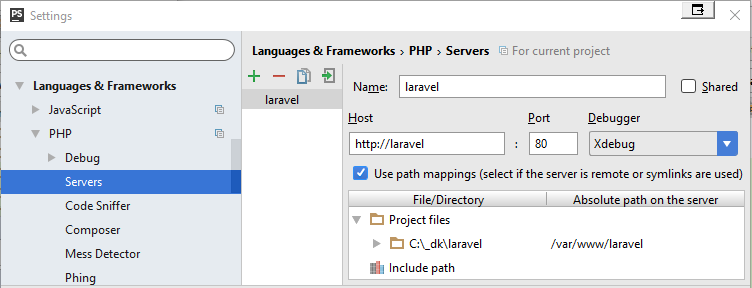 PS Settings
Languages & Frameworks › PHP › Servers For current project
Languages & Frameworks
JavaScript
PHP
Debug
Servers
Code Sniffer
Composer
Mess Detector
Phing
laravel
Name: laravel Shared
Host Port Debugger
http://laravel : 80 Xdebug
Use path mappings (select if the server is remote or symlinks are used)
File/Directory Absolute path on the server
Project files
C:\_dk\laravel /var/www/laravel
Include path